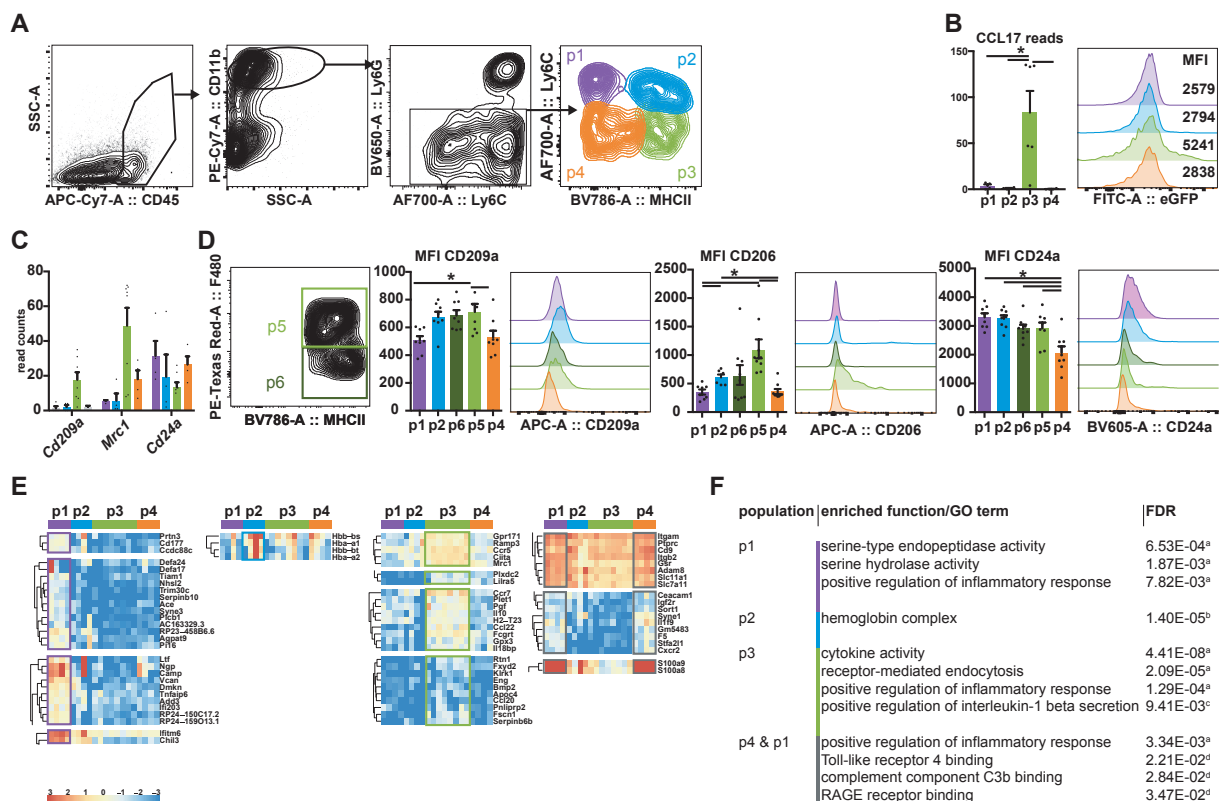 A
SSC-A
APC-Cy7-A :: CD45
PE-Cy7-A :: CD11b
SSC-A
BV650-A :: Ly6G
AF700-A :: Ly6C
AF700-A :: Ly6C
BV786-A :: MHCII
p1
p2
p4
p3
B
CCL17 reads
150
100
50
0
*
p1 p2 p3 p4
MFI
2579
2794
5241
2838
FITC-A :: eGFP
C
read counts
80
60
40
20
0
Cd209a
Mrc1
Cd24a
D
PE-Texas Red-A :: F480
p5
p6
BV786-A :: MHCII
MFI CD209a
1000
800
600
400
200
0
*
p1 p2 p6 p5 p4
APC-A :: CD209a
MFI CD206
2000
1500
1000
500
0
*
p1 p2 p6 p5 p4
APC-A :: CD206
MFI CD24a
5000
4000
3000
2000
1000
0
*
p1 p2 p6 p5 p4
BV605-A :: CD24a
E
p1 p2 p3 p4
Prtn3
Cd177
Ccdc88c
Defa24
Defa17
Tiam1
Nhsl2
Trim30c
Serpinb10
Ace
Syne3
Plcb1
AC163329.3
RP23−458B6.6
Agpat9
Pi16
Ltf
Ngp
Camp
Vcan
Dmkn
Tnfaip6
Add3
Ifi203
RP24−150C17.2
RP24−159O13.1
Ifitm6
Chil3
3 2 1 0 −1 −2 −3
p1 p2 p3 p4
Hbb−bs
Hba−a1
Hbb−bt
Hba−a2
p1 p2 p3 p4
Gpr171
Ramp3
Ccr5
Ciita
Mrc1
Plxdc2
Lilra5
Ccr7
Plet1
Pgf
Il10
H2−T23
Ccl22
Fcgrt
Gpx3
Il18bp
Rtn1
Fxyd2
Klrk1
Eng
Bmp2
Apoc4
Ccl20
Pnliprp2
Fscn1
Serpinb6b
p1 p2 p3 p4
Itgam
Ptprc
Cd9
Itgb2
Gsr
Adam8
Slc11a1
Slc7a11
Ceacam1
Igf2r
Sort1
Syne1
Il1f9
Gm5483
F5
Stfa2l1
Cxcr2
S100a9
S100a8
F
population enriched function/GO term FDR
p1 serine-type endopeptidase activity 6.53E-04a
serine hydrolase activity 1.87E-03a
positive regulation of inflammatory response 7.82E-03a
p2 hemoglobin complex 1.40E-05b
p3 cytokine activity 4.41E-08a
receptor-mediated endocytosis 2.09E-05a
positive regulation of inflammatory response 1.29E-04a
positive regulation of interleukin-1 beta secretion 9.41E-03c
p4 & p1 positive regulation of inflammatory response 3.34E-03a
Toll-like receptor 4 binding 2.21E-02d
complement component C3b binding 2.84E-02d
RAGE receptor binding 3.47E-02d